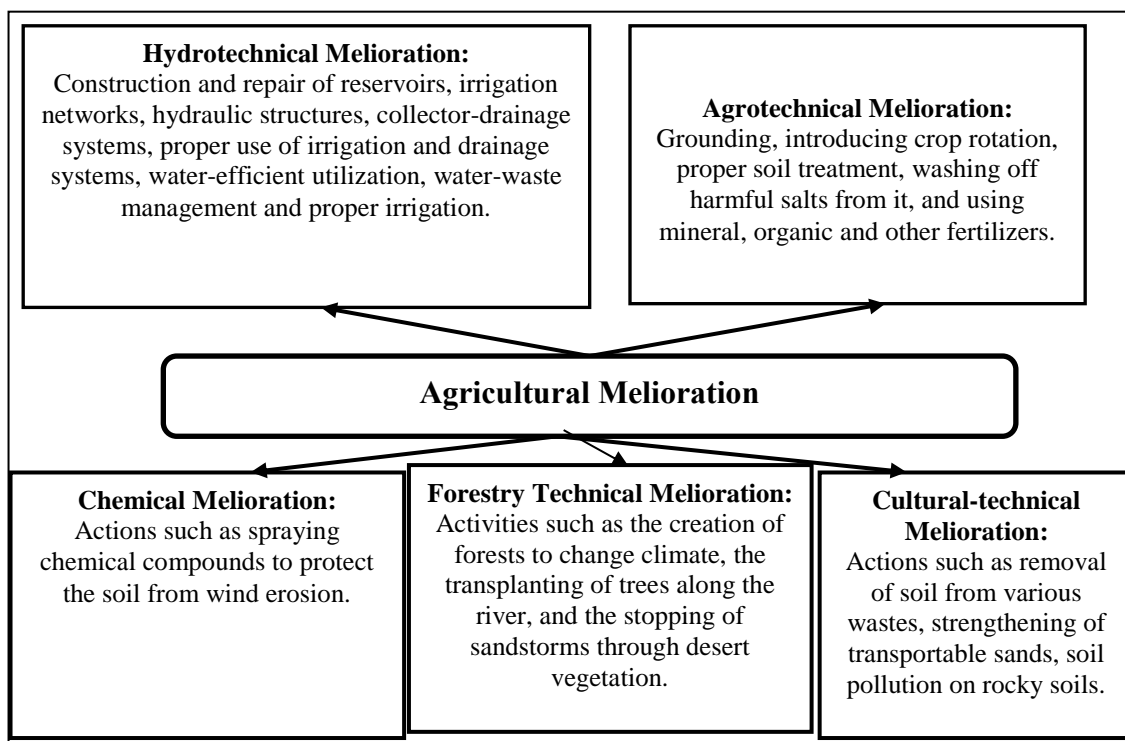 Hydrotechnical Melioration:
Construction and repair of reservoirs, irrigation
networks, hydraulic structures, collector-drainage
systems, proper use of irrigation and drainage
systems, water-efficient utilization, water-waste
management and proper irrigation.
Agrotechnical Melioration:
Grounding, introducing crop rotation,
proper soil treatment, washing off
harmful salts from it, and using
mineral, organic and other fertilizers.
Agricultural Melioration
Chemical Melioration:
Actions such as spraying
chemical compounds to protect
the soil from wind erosion.
Forestry Technical Melioration:
Activities such as the creation of
forests to change climate, the
transplanting of trees along the
river, and the stopping of
sandstorms through desert
vegetation.
Cultural-technical
Melioration:
Actions such as removal
of soil from various
wastes, strengthening of
transportable sands, soil
pollution on rocky soils.